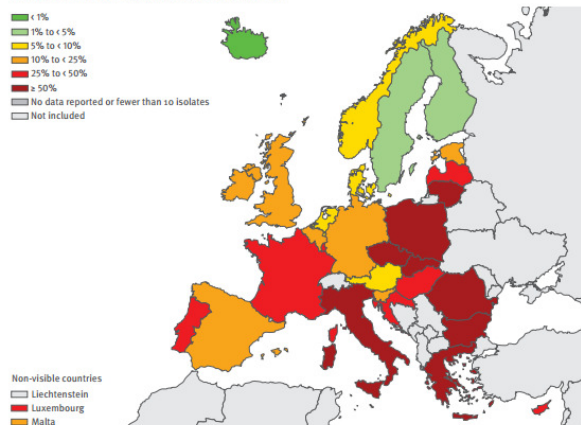 < 1%
1% to < 5%
5% to < 10%
10% to < 25%
25% to < 50%
≥ 50%
No data reported or fewer than 10 isolates
Not included
Non-visible countries
Liechtenstein
Luxembourg
Malta